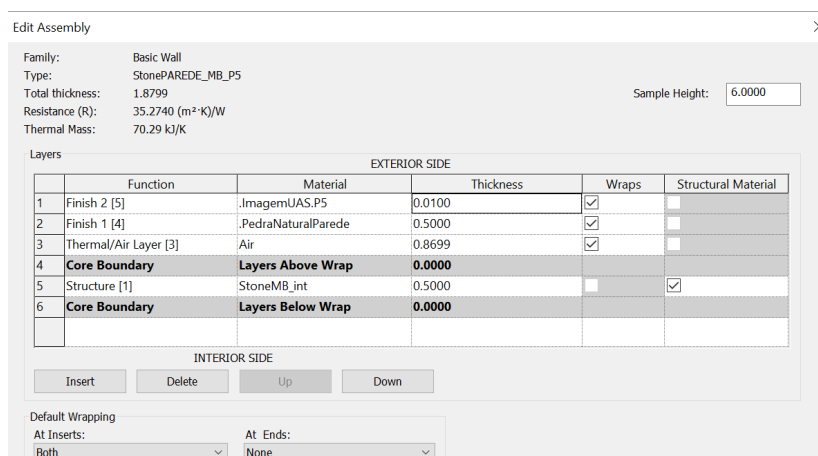 Edit Assembly
Family: Basic Wall
Type: StonePAREDE_MB_P5
Total thickness: 1.8799 Sample Height: 6.0000
Resistance (R): 35.2740 (m²·K)/W
Thermal Mass: 70.29 kJ/K
Layers
EXTERIOR SIDE
Function Material Thickness Wraps Structural Material
1 Finish 2 [5] .ImagemUAS.P5 0.0100
2 Finish 1 [4] .PedraNaturalParede 0.5000
3 Thermal/Air Layer [3] Air 0.8699
4 Core Boundary Layers Above Wrap 0.0000
5 Structure [1] StoneMB_int 0.5000
6 Core Boundary Layers Below Wrap 0.0000
INTERIOR SIDE
Insert Delete Up Down
Default Wrapping
At Inserts: At Ends:
Both None